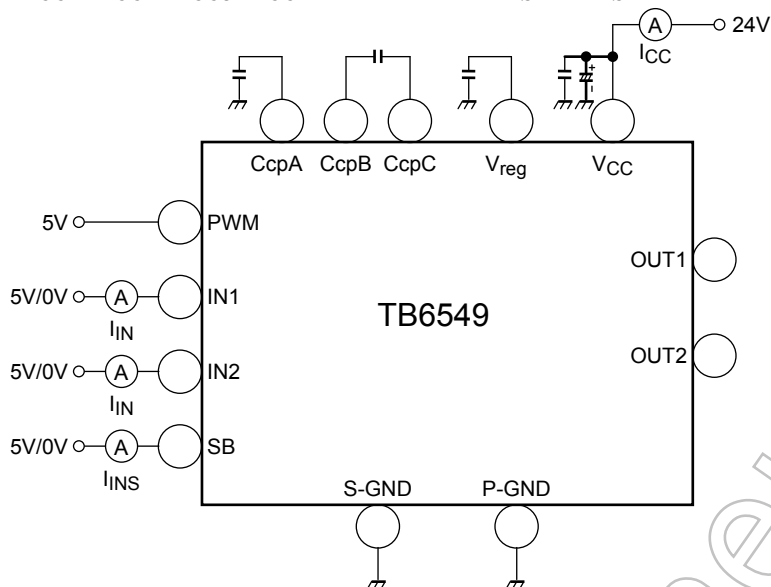 A
24V
ICC
+
-
CcpA
CcpB
CcpC
Vreg
VCC
5V
PWM
OUT1
5V/0V
A
IN1
IIN
TB6549
5V/0V
A
IN2
IIN
OUT2
5V/0V
A
SB
IINS
S-GND
P-GND